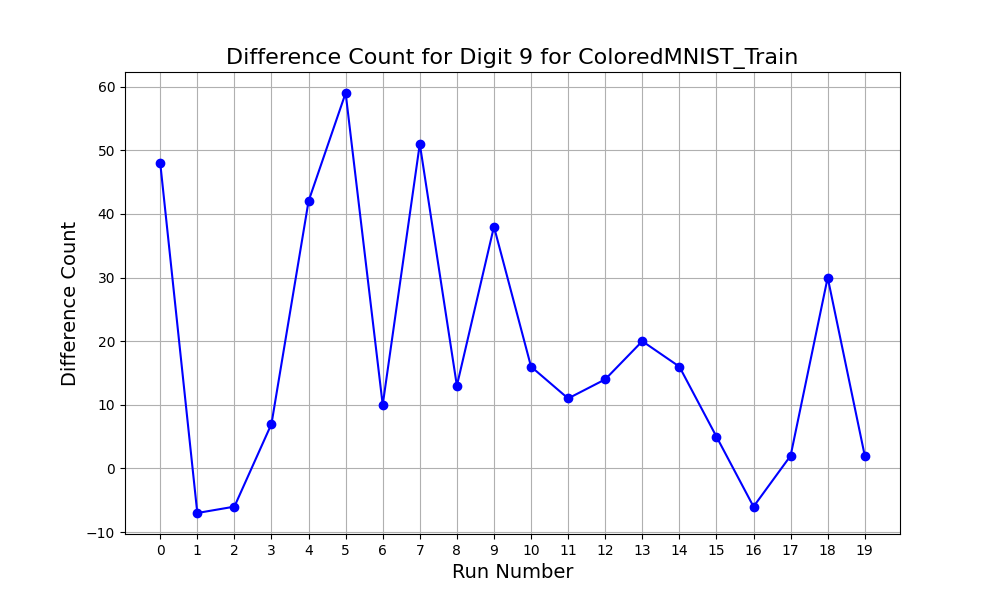 Difference Count for Digit 9 for ColoredMNIST_Train
Difference Count
60
50
40
30
20
10
0
−10
0 1 2 3 4 5 6 7 8 9 10 11 12 13 14 15 16 17 18 19
Run Number